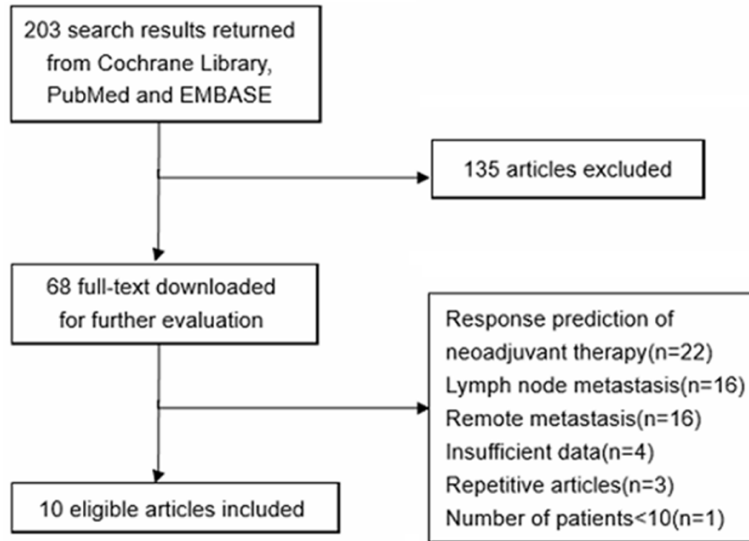 203 search results returned
from Cochrane Library,
PubMed and EMBASE
135 articles excluded
68 full-text downloaded
for further evaluation
Response prediction of
neoadjuvant therapy(n=22)
Lymph node metastasis(n=16)
Remote metastasis(n=16)
Insufficient data(n=4)
Repetitive articles(n=3)
Number of patients<10(n=1)
10 eligible articles included